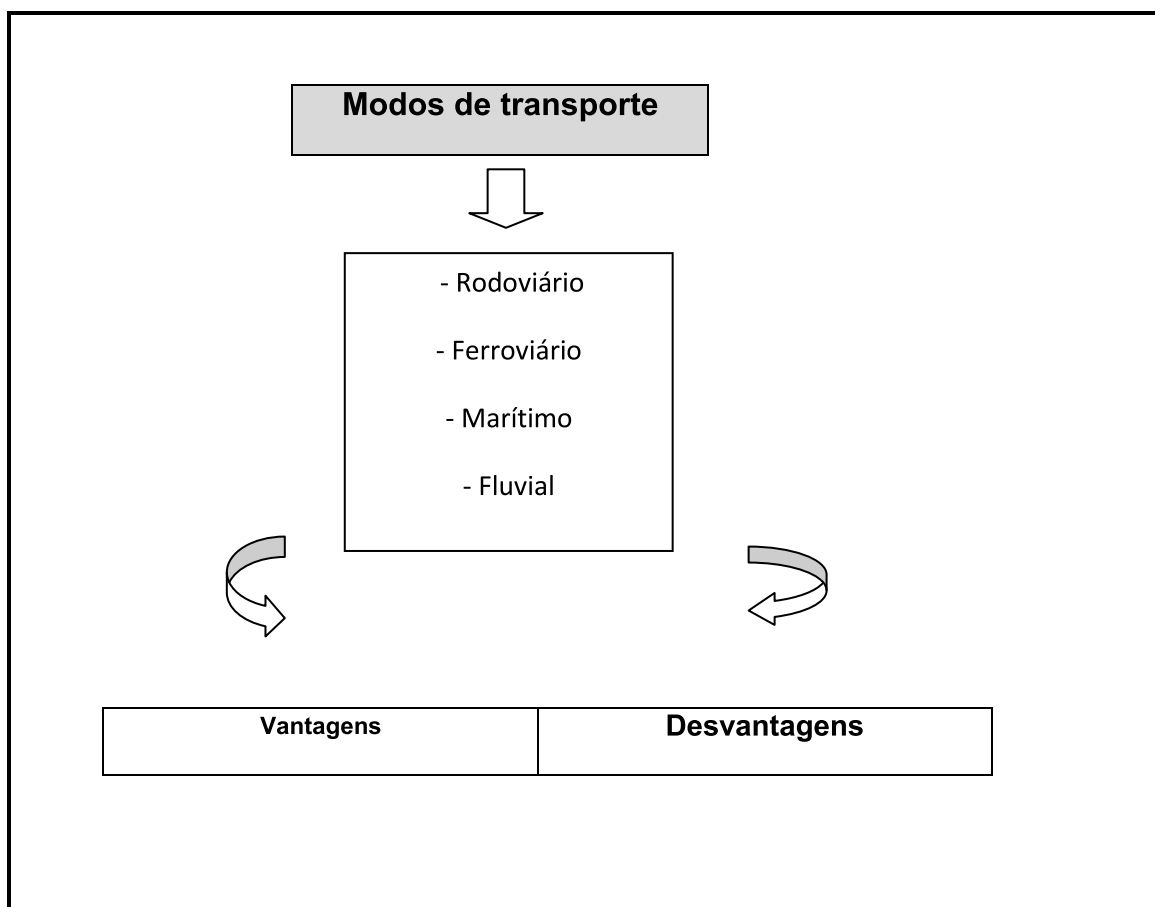 Modos de transporte
- Rodoviário
- Ferroviário
- Marítimo
- Fluvial
Vantagens
Desvantagens